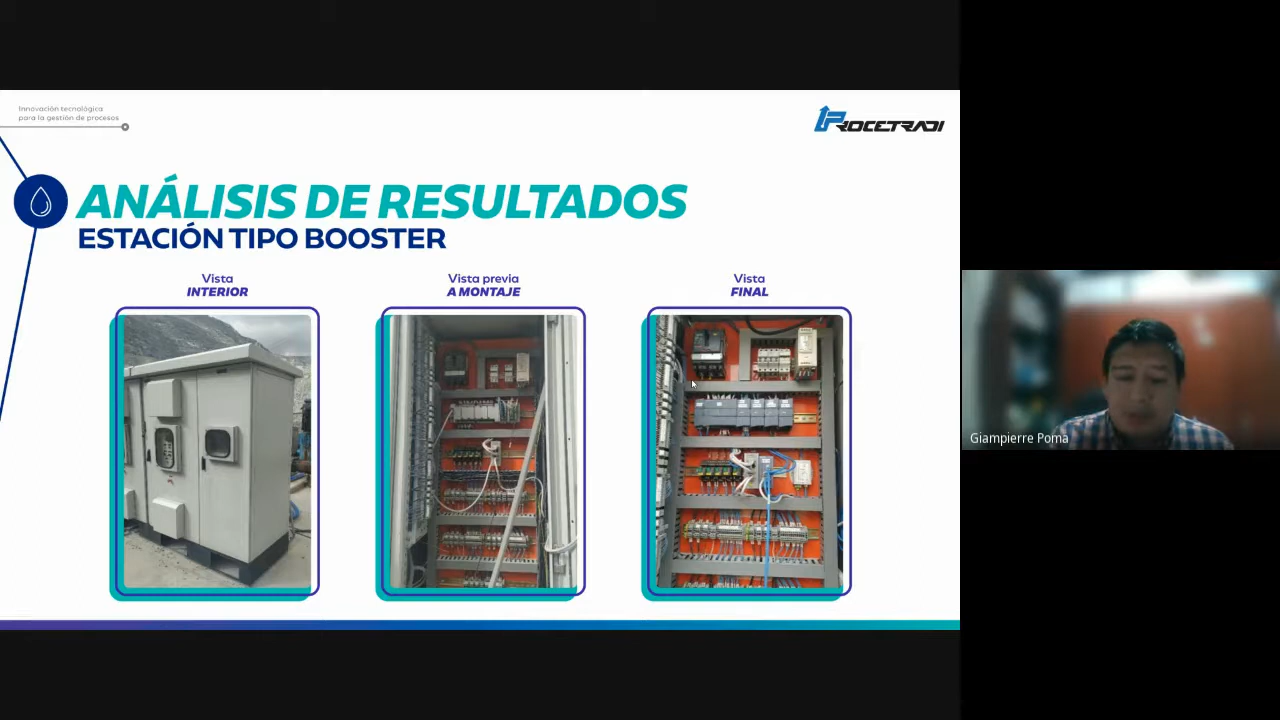 Innovación tecnológica
para la gestión de procesos
PROCETRADI
ANÁLISIS DE RESULTADOS
ESTACIÓN TIPO BOOSTER
Vista
INTERIOR
Vista previa
A MONTAJE
Vista
FINAL
Giampierre Poma